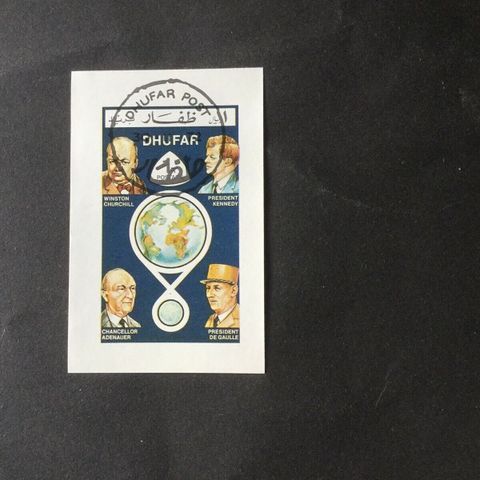 DHUFAR POST
ظفار
DHUFAR
WINSTON
CHURCHILL
PRESIDENT
KENNEDY
CHANCELLOR
ADENAUER
PRESIDENT
DE GAULLE